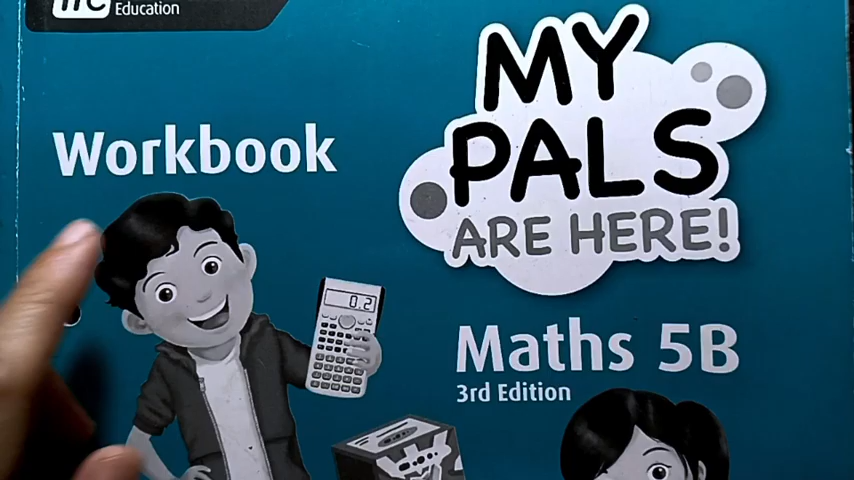 Education
Workbook
MY
PALS
ARE HERE!
0.2
Maths 5B
3rd Edition